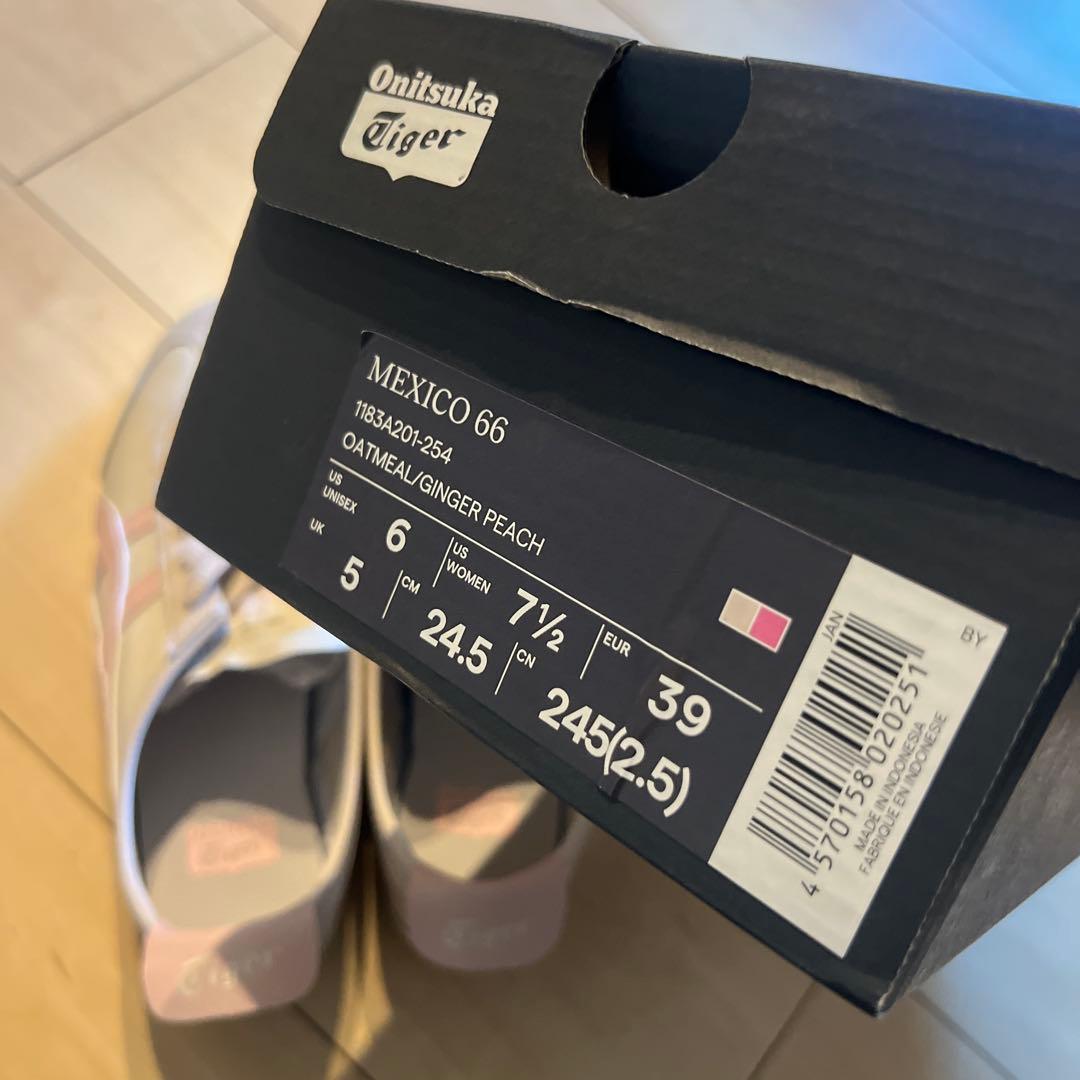 Onitsuka
Tiger
MEXICO 66
1183A201-254
OATMEAL/GINGER PEACH
US UNISEX 6 US WOMEN 7½ EUR 39
UK 5 CM 24.5 CN 245(2.5)
JAN
BY
4 570158 020251
MADE IN INDONESIA
FABRIQUE EN INDONESIE
Tiger